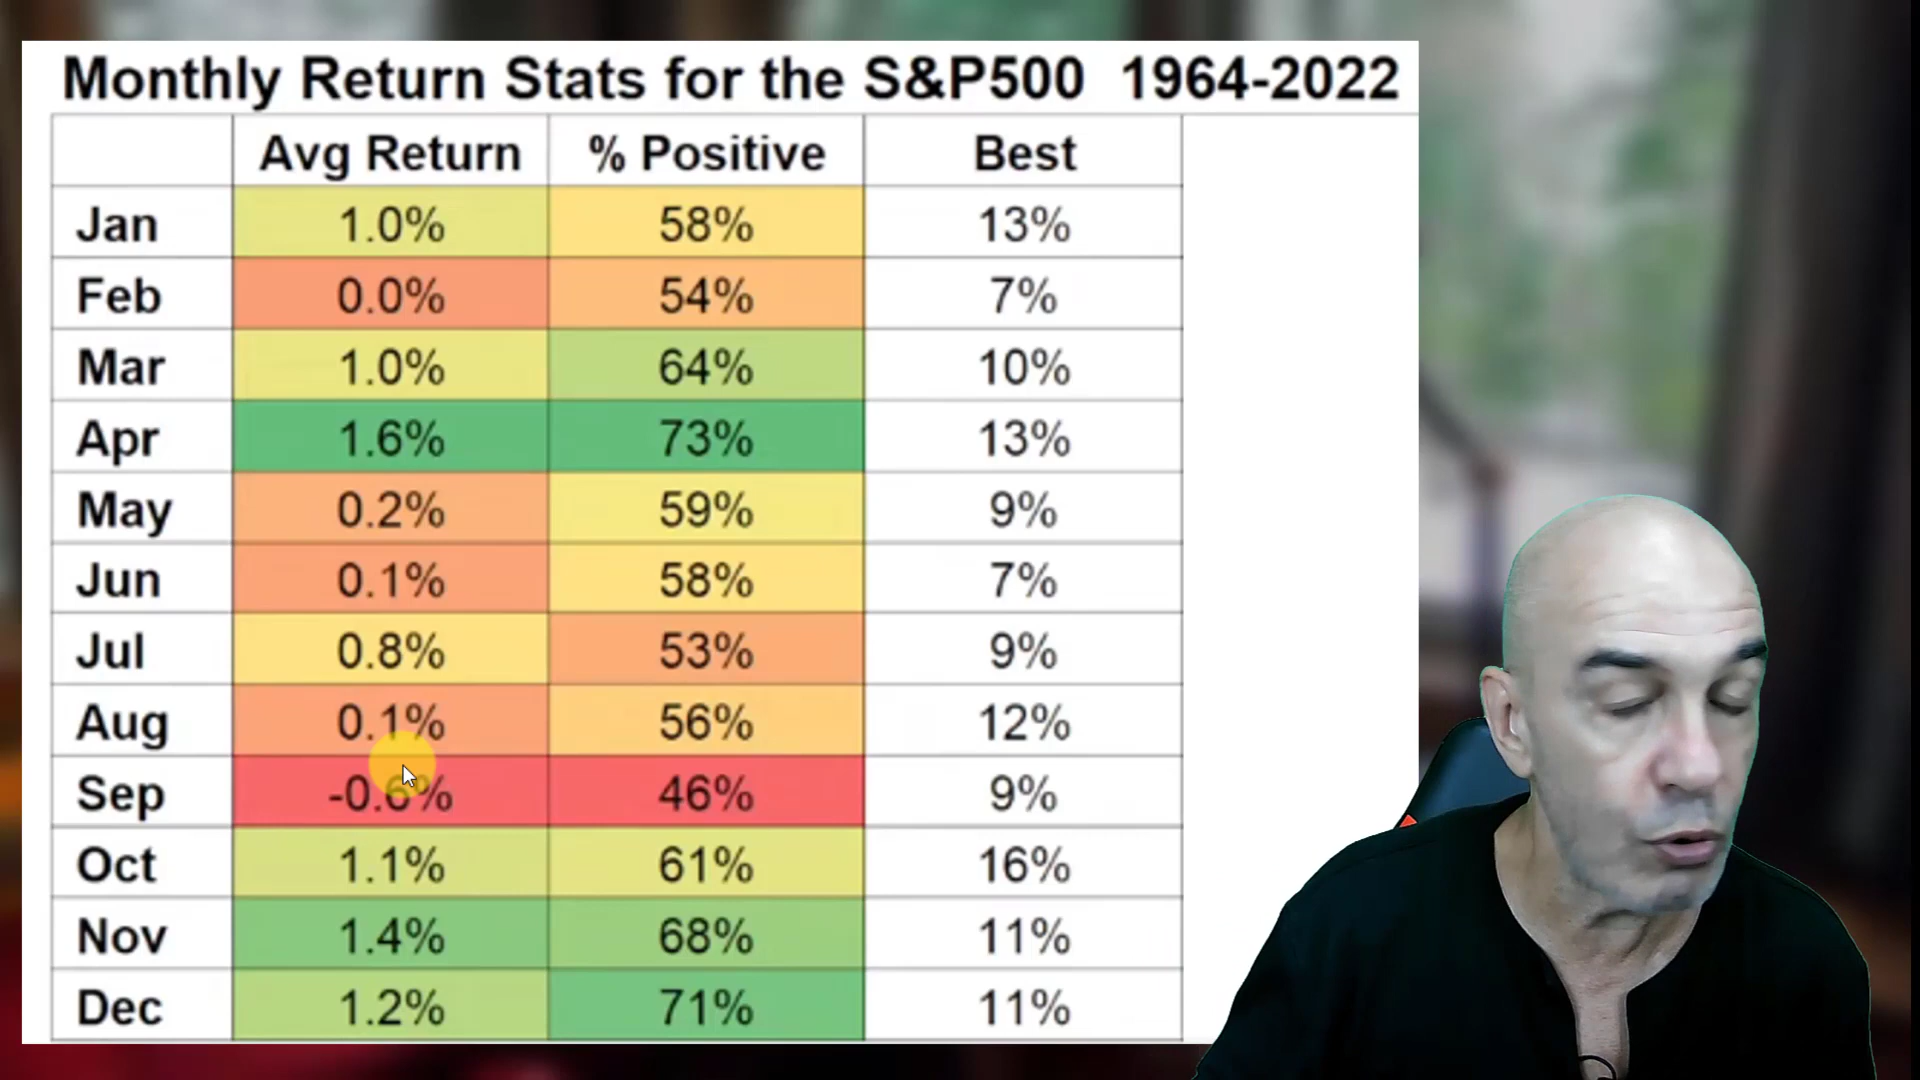 Monthly Return Stats for the S&P500 1964-2022
Avg Return % Positive Best
Jan 1.0% 58% 13%
Feb 0.0% 54% 7%
Mar 1.0% 64% 10%
Apr 1.6% 73% 13%
May 0.2% 59% 9%
Jun 0.1% 58% 7%
Jul 0.8% 53% 9%
Aug 0.1% 56% 12%
Sep -0.6% 46% 9%
Oct 1.1% 61% 16%
Nov 1.4% 68% 11%
Dec 1.2% 71% 11%